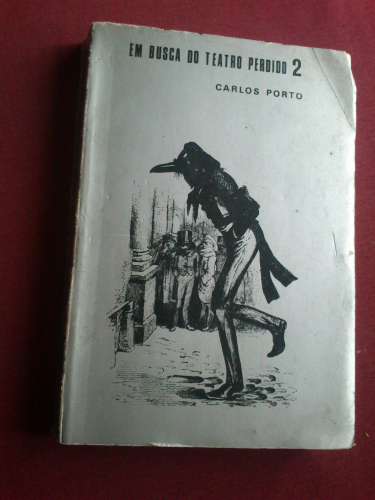 EM BUSCA DO TEATRO PERDIDO 2
CARLOS PORTO